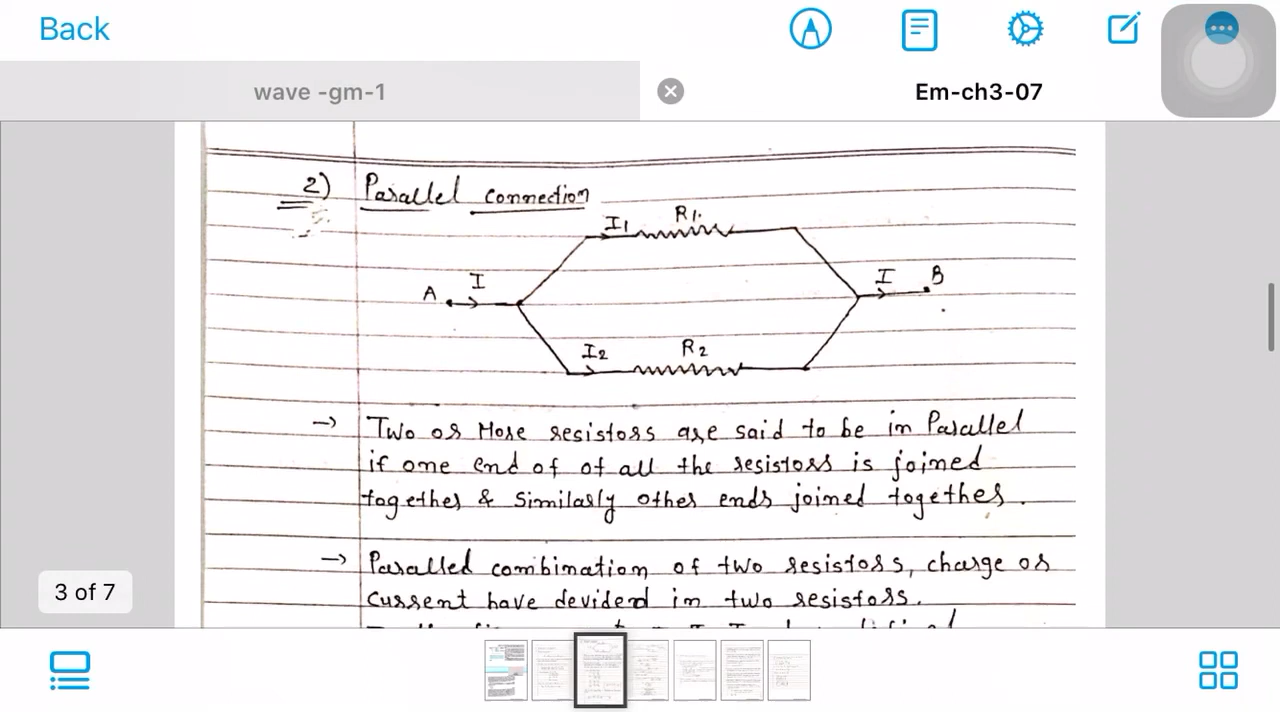 Back
wave -gm-1
Em-ch3-07
2) Parallel connection
I1 R1.
A I
I B
I2 R2
→ Two or More resistors are said to be in Parallel
if one end of of all the resistors is joined
together & Similarly other ends joined together.
→ Paralled combination of two resistors, charge or
current have devided in two resistors.
3 of 7